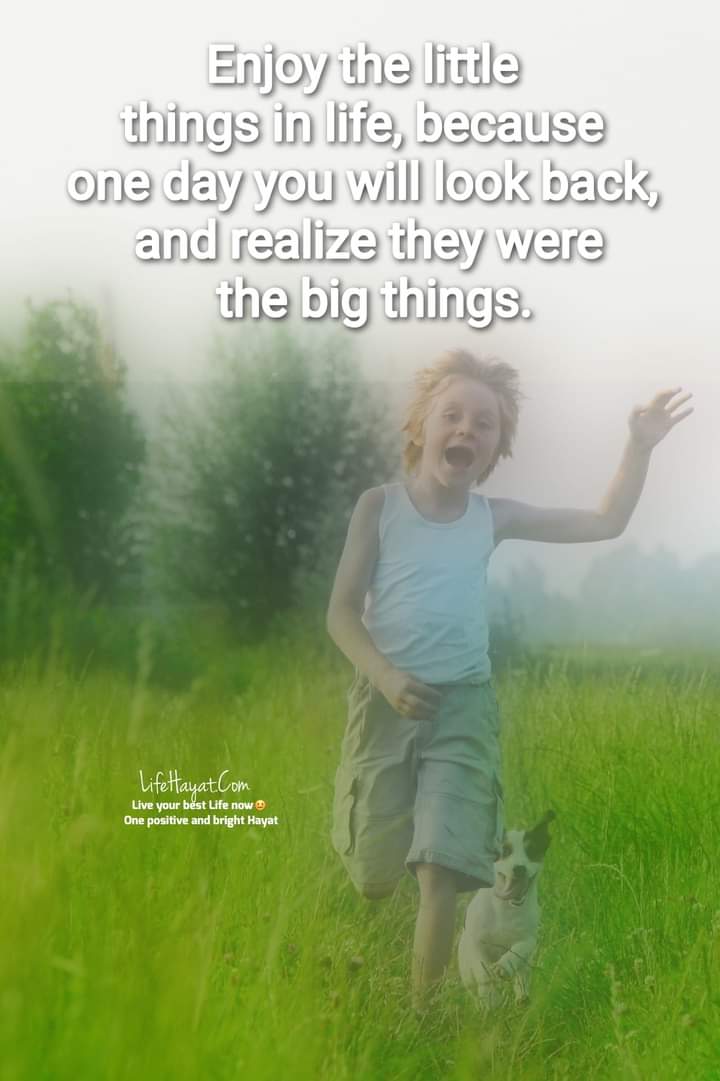 Enjoy the little
things in life, because
one day you will look back,
and realize they were
the big things.
LifeHayat.Com
Live your best Life now😍
One positive and bright Hayat